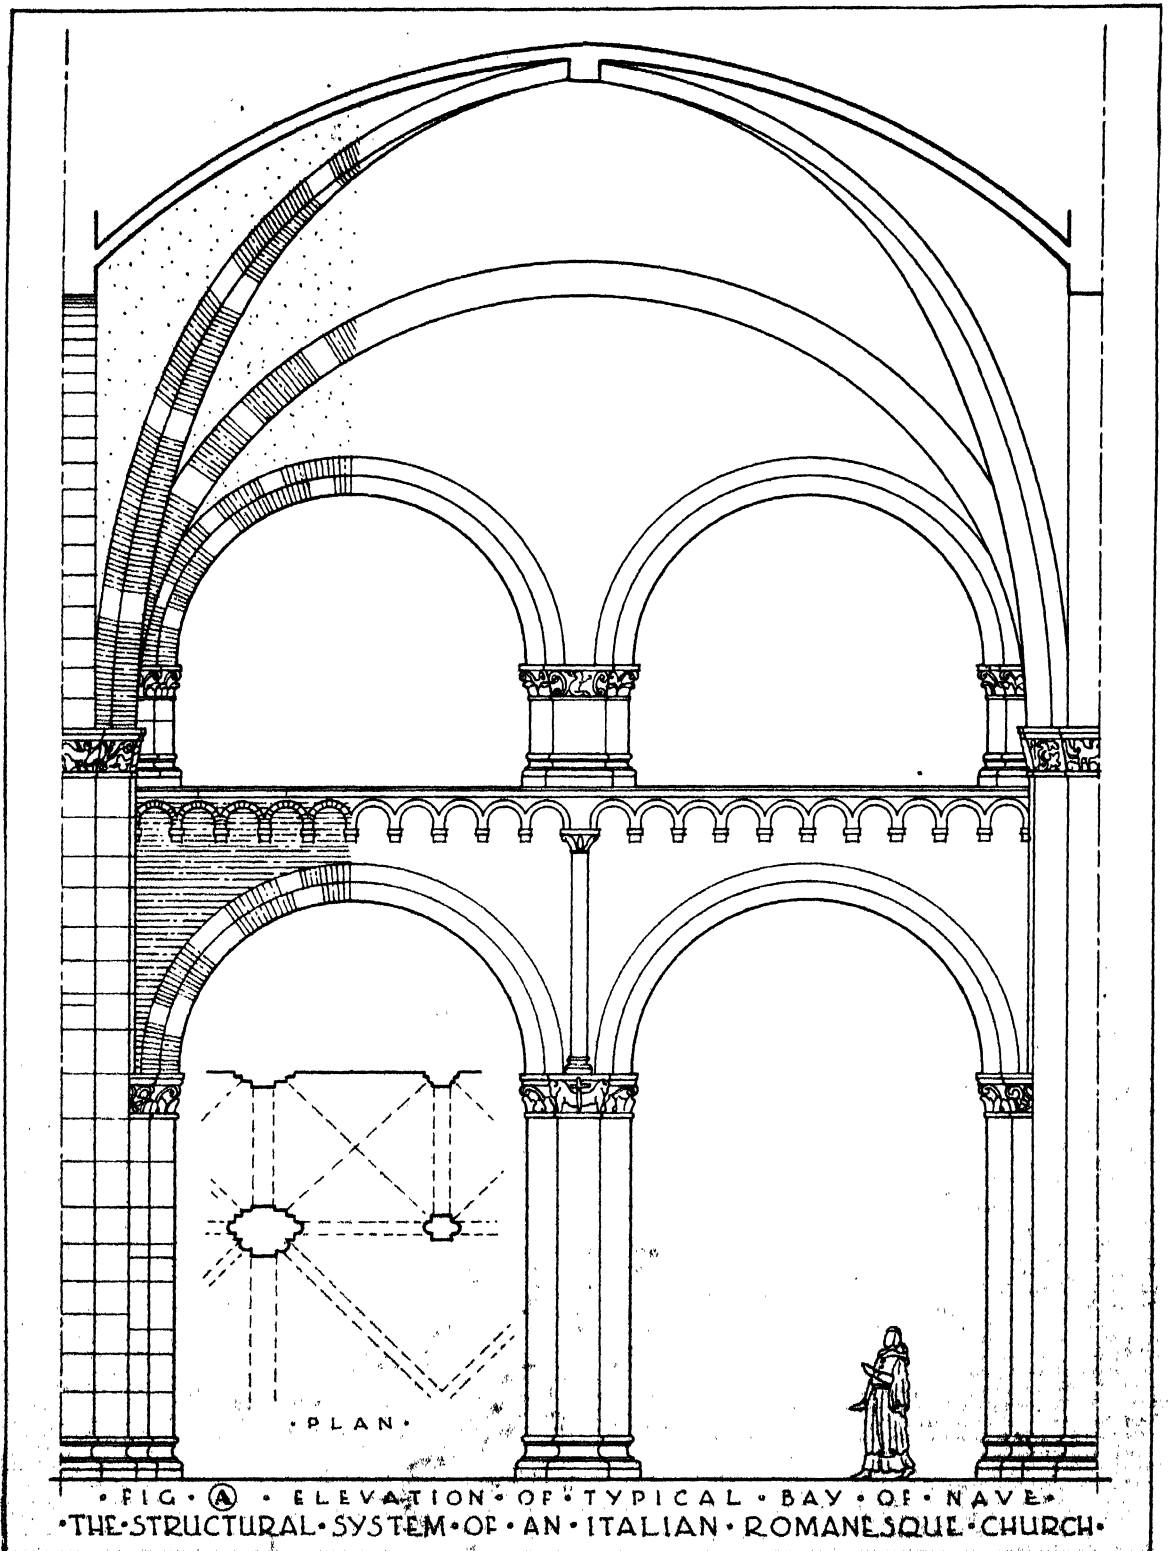 · PLAN ·
· FIG · A · ELEVATION · OF · TYPICAL · BAY · OF · NAVE ·
· THE · STRUCTURAL · SYSTEM · OF · AN · ITALIAN · ROMANESQUE · CHURCH ·